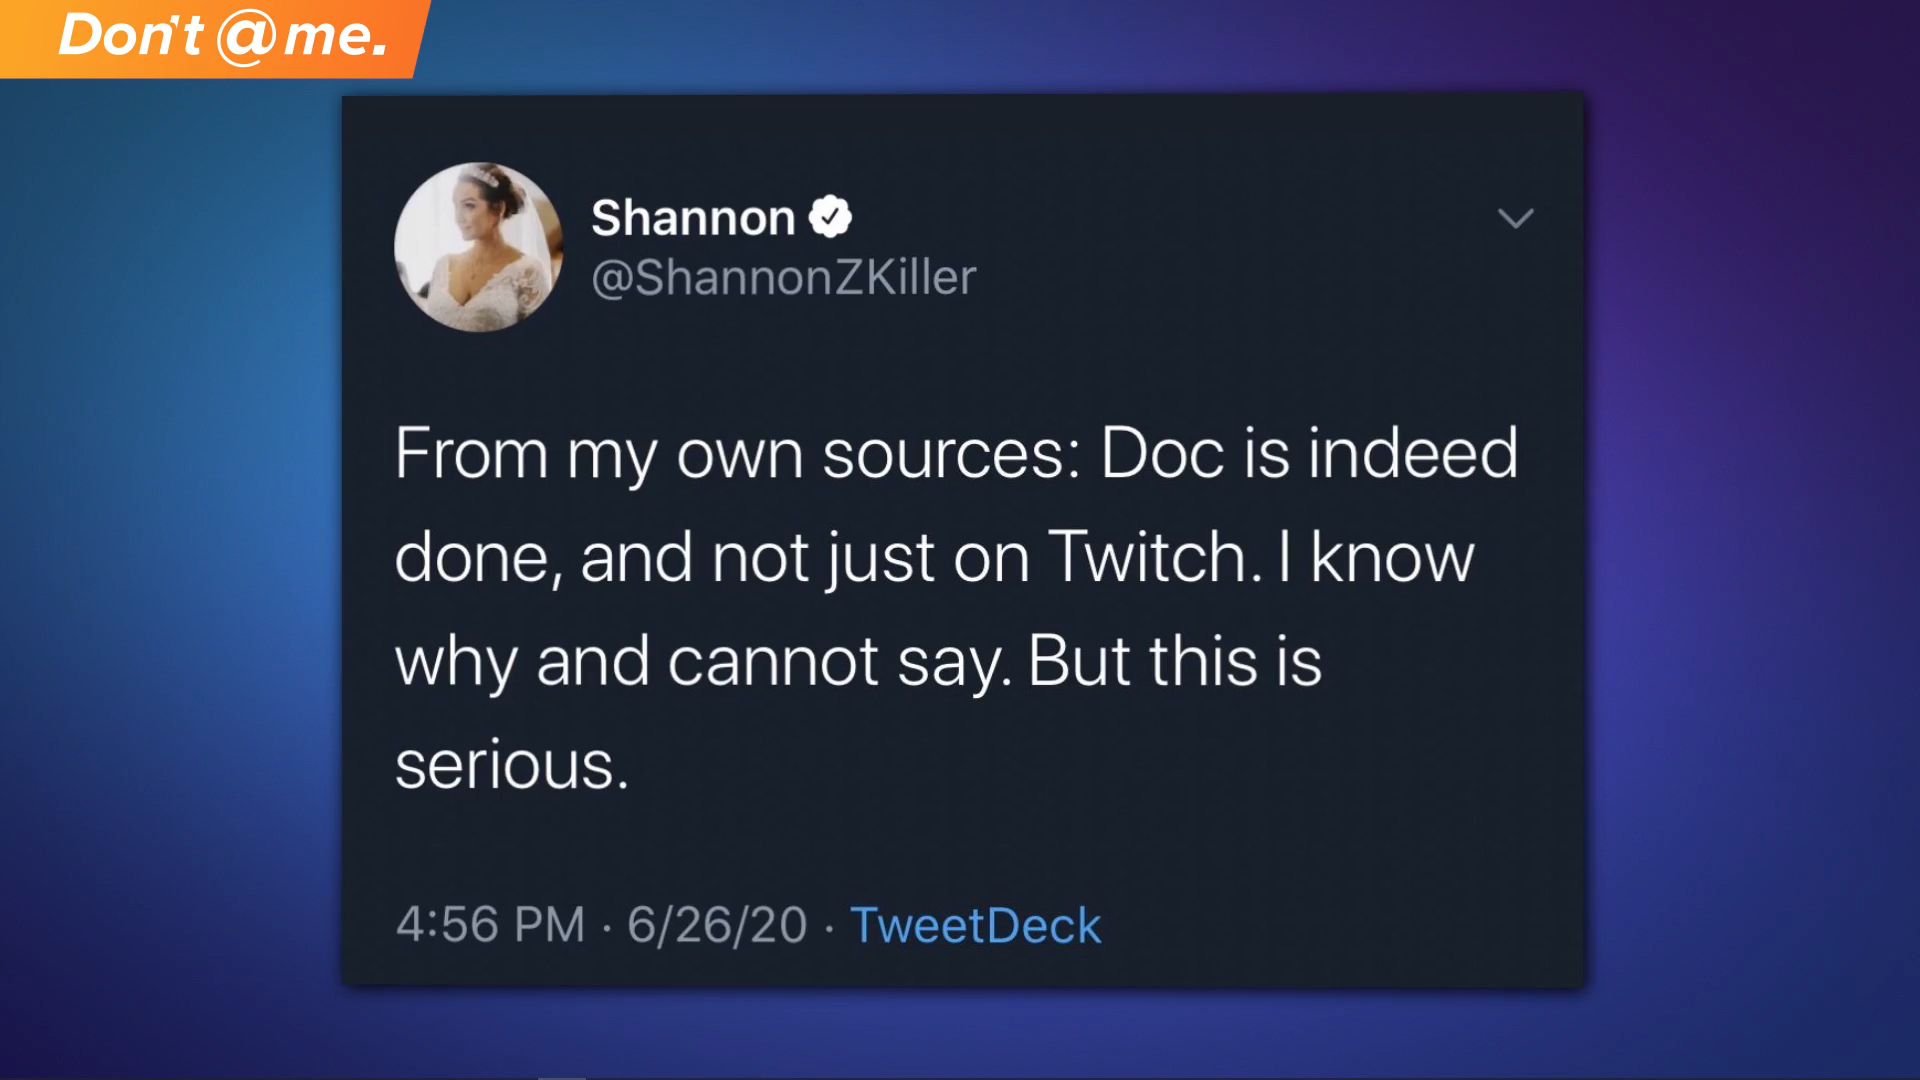 Don't @me.
Shannon
@ShannonZKiller
From my own sources: Doc is indeed
done, and not just on Twitch. I know
why and cannot say. But this is
serious.
4:56 PM · 6/26/20 · TweetDeck